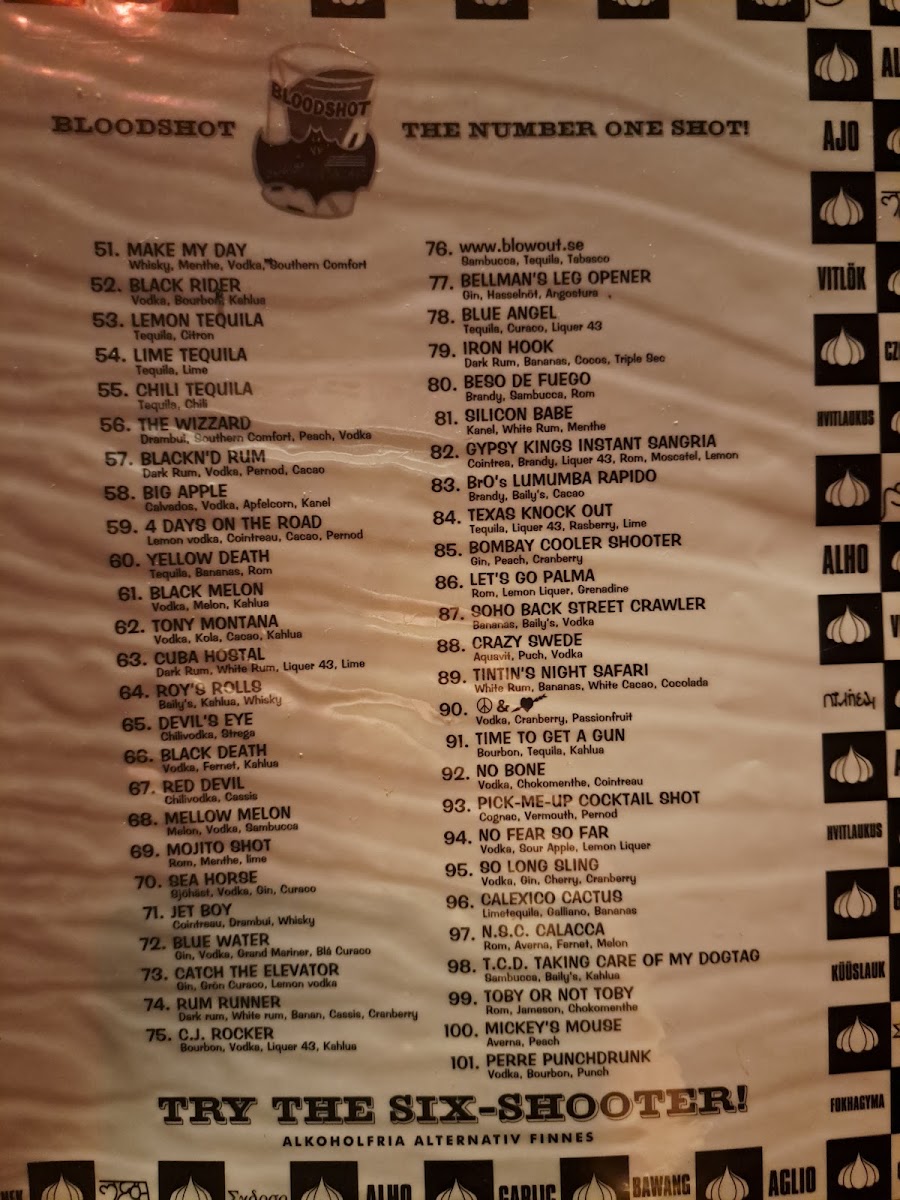 BLOODSHOT
BLOODSHOT
THE NUMBER ONE SHOT!
51. MAKE MY DAY
Whisky, Menthe, Vodka, Southern Comfort
52. BLACK RIDER
Vodka, Bourbon, Kahlua
53. LEMON TEQUILA
Tequila, Citron
54. LIME TEQUILA
Tequila, Lime
55. CHILI TEQUILA
Tequila, Chili
56. THE WIZZARD
Drambui, Southern Comfort, Peach, Vodka
57. BLACKN'D RUM
Dark Rum, Vodka, Pernod, Cacao
58. BIG APPLE
Calvados, Vodka, Apfelcorn, Kanel
59. 4 DAYS ON THE ROAD
Lemon vodka, Cointreau, Cacao, Pernod
60. YELLOW DEATH
Tequila, Bananas, Rom
61. BLACK MELON
Vodka, Melon, Kahlua
62. TONY MONTANA
Vodka, Kola, Cacao, Kahlua
63. CUBA HOSTAL
Dark Rum, White Rum, Liquer 43, Lime
64. ROY'S ROLLS
Baily's, Kahlua, Whisky
65. DEVIL'S EYE
Chilivodka, Strega
66. BLACK DEATH
Vodka, Fernet, Kahlua
67. RED DEVIL
Chilivodka, Cassis
68. MELLOW MELON
Melon, Vodka, Sambucca
69. MOJITO SHOT
Rom, Menthe, lime
70. SEA HORSE
Sjöhäst, Vodka, Gin, Curaco
71. JET BOY
Cointreau, Drambui, Whisky
72. BLUE WATER
Gin, Vodka, Grand Mariner, Blå Curaco
73. CATCH THE ELEVATOR
Gin, Grön Curaco, Lemon vodka
74. RUM RUNNER
Dark rum, White rum, Banan, Cassis, Cranberry
75. C.J. ROCKER
Bourbon, Vodka, Liquer 43, Kahlua
76. www.blowout.se
Sambucca, Tequila, Tabasco
77. BELLMAN'S LEG OPENER
Gin, Hasselnöt, Angostura
78. BLUE ANGEL
Tequila, Curaco, Liquer 43
79. IRON HOOK
Dark Rum, Bananas, Cocos, Triple Sec
80. BESO DE FUEGO
Brandy, Sambucca, Rom
81. SILICON BABE
Kanel, White Rum, Menthe
82. GYPSY KINGS INSTANT SANGRIA
Cointrea, Brandy, Liquer 43, Rom, Moscatel, Lemon
83. BrO's LUMUMBA RAPIDO
Brandy, Baily's, Cacao
84. TEXAS KNOCK OUT
Tequila, Liquer 43, Rasberry, Lime
85. BOMBAY COOLER SHOOTER
Gin, Peach, Cranberry
86. LET'S GO PALMA
Rom, Lemon Liquer, Grenadine
87. SOHO BACK STREET CRAWLER
Bananas, Baily's, Vodka
88. CRAZY SWEDE
Aquavit, Puch, Vodka
89. TINTIN'S NIGHT SAFARI
White Rum, Bananas, White Cacao, Cocolada
90. ☮ &
Vodka, Cranberry, Passionfruit
91. TIME TO GET A GUN
Bourbon, Tequila, Kahlua
92. NO BONE
Vodka, Chokomenthe, Cointreau
93. PICK-ME-UP COCKTAIL SHOT
Cognac, Vermouth, Pernod
94. NO FEAR SO FAR
Vodka, Sour Apple, Lemon Liquer
95. SO LONG SLING
Vodka, Gin, Cherry, Cranberry
96. CALEXICO CACTUS
Limetequila, Galliano, Bananas
97. N.S.C. CALACCA
Rom, Averna, Fernet, Melon
98. T.C.D. TAKING CARE OF MY DOGTAG
Sambucca, Baily's, Kahlua
99. TOBY OR NOT TOBY
Rom, Jameson, Chokomenthe
100. MICKEY'S MOUSE
Averna, Peach
101. PERRE PUNCHDRUNK
Vodka, Bourbon, Punch
TRY THE SIX-SHOOTER!
ALKOHOLFRIA ALTERNATIV FINNES
AJO
VITLÖK
HVITLAUKUS
ALHO
HVITLAUKUS
KÜÜSLAUK
FOKHAGYMA
ALHO
GARLIC
BAWANG
AGLIO